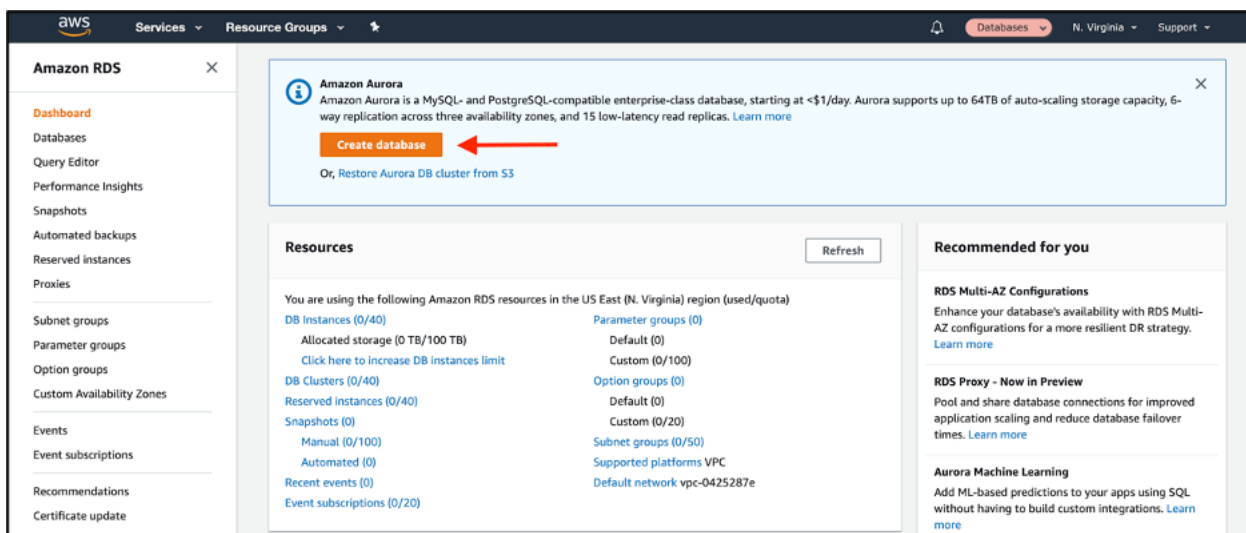 aws
Services
Resource Groups
Databases
N. Virginia
Support
Amazon RDS
Dashboard
Databases
Query Editor
Performance Insights
Snapshots
Automated backups
Reserved instances
Proxies
Subnet groups
Parameter groups
Option groups
Custom Availability Zones
Events
Event subscriptions
Recommendations
Certificate update
Amazon Aurora
Amazon Aurora is a MySQL- and PostgreSQL-compatible enterprise-class database, starting at <$1/day. Aurora supports up to 64TB of auto-scaling storage capacity, 6-
way replication across three availability zones, and 15 low-latency read replicas. Learn more
Create database
Or, Restore Aurora DB cluster from S3
Resources
Refresh
You are using the following Amazon RDS resources in the US East (N. Virginia) region (used/quota)
DB Instances (0/40)
Allocated storage (0 TB/100 TB)
Click here to increase DB instances limit
DB Clusters (0/40)
Reserved instances (0/40)
Snapshots (0)
Manual (0/100)
Automated (0)
Recent events (0)
Event subscriptions (0/20)
Parameter groups (0)
Default (0)
Custom (0/100)
Option groups (0)
Default (0)
Custom (0/20)
Subnet groups (0/50)
Supported platforms VPC
Default network vpc-0425287e
Recommended for you
RDS Multi-AZ Configurations
Enhance your database's availability with RDS Multi-
AZ configurations for a more resilient DR strategy.
Learn more
RDS Proxy - Now in Preview
Pool and share database connections for improved
application scaling and reduce database failover
times. Learn more
Aurora Machine Learning
Add ML-based predictions to your apps using SQL
without having to build custom integrations. Learn
more